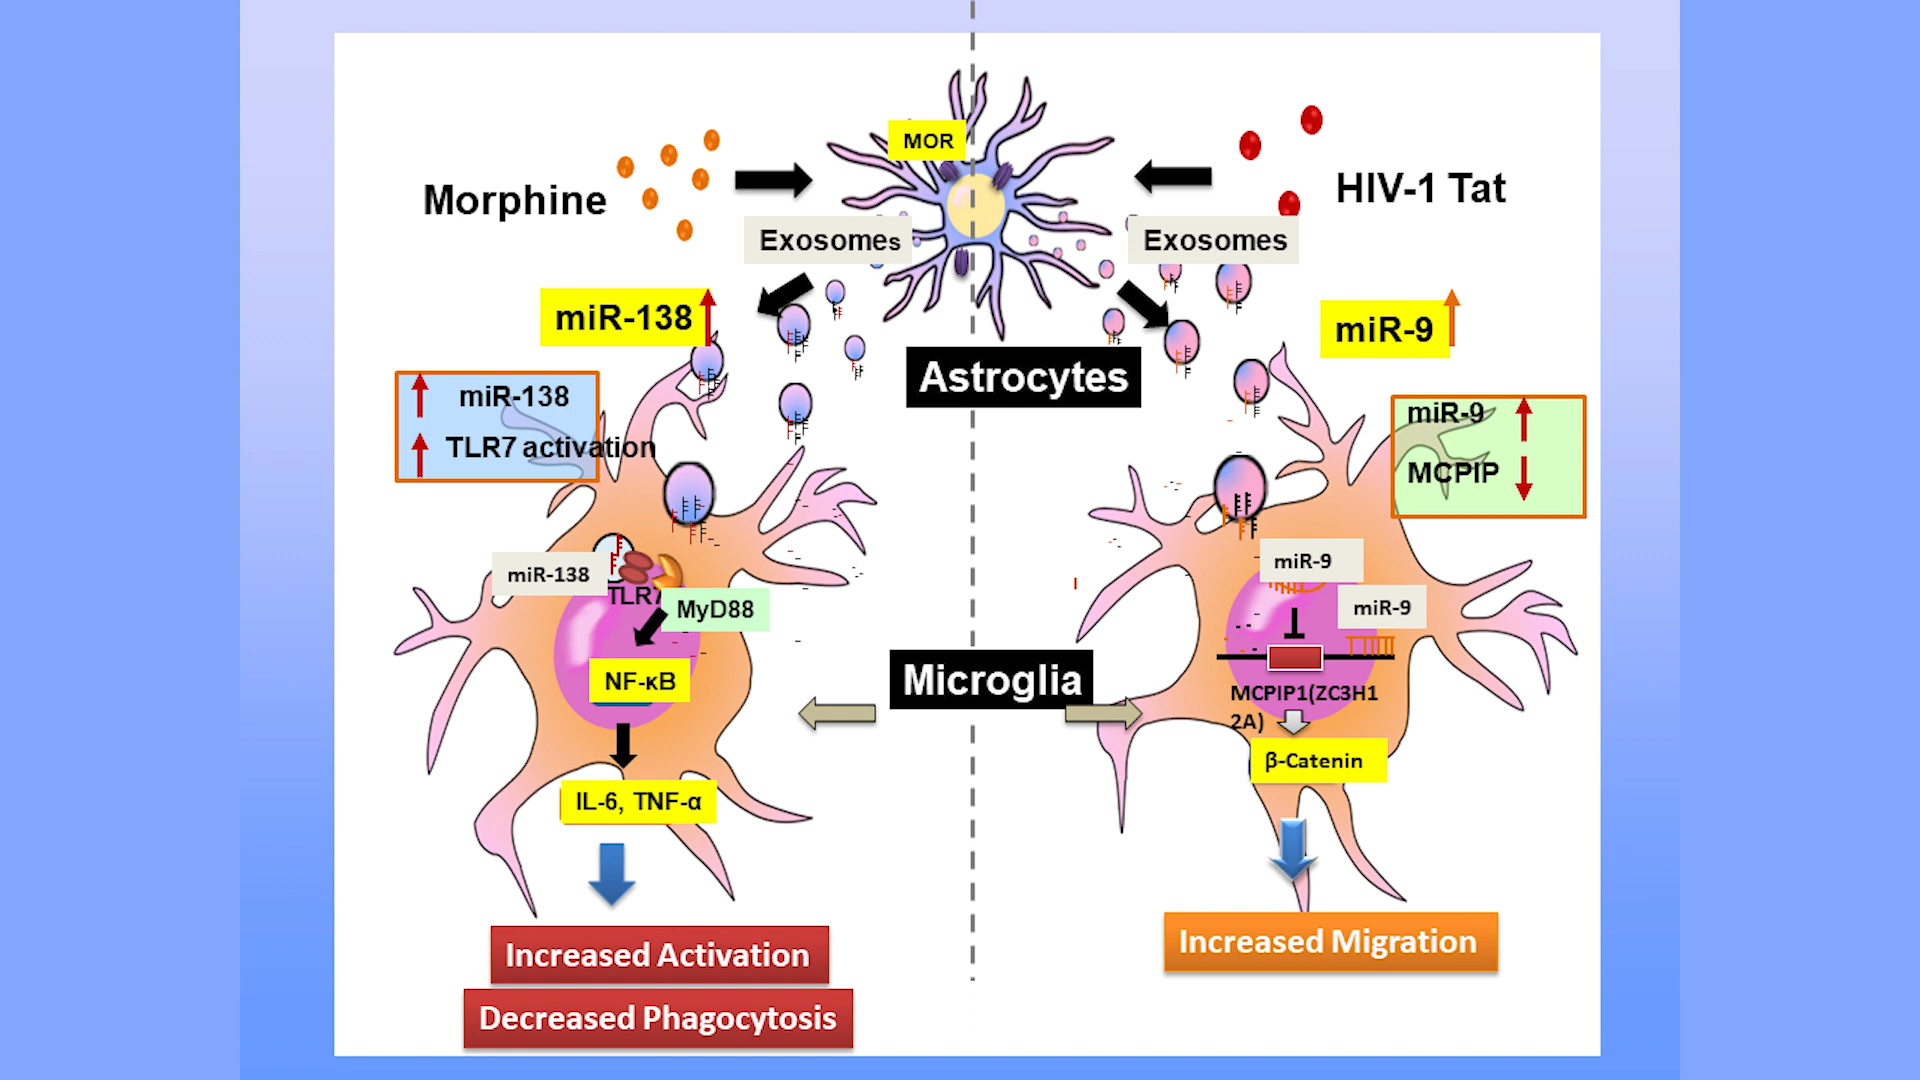 MOR
Morphine
HIV-1 Tat
Exosomes
Exosomes
miR-138
miR-9
Astrocytes
miR-138
TLR7 activation
miR-9
MCPIP
miR-138
TLR7
MyD88
NF-κB
IL-6, TNF-α
miR-9
miR-9
Microglia
MCPIP1(ZC3H1
2A)
β-Catenin
Increased Activation
Decreased Phagocytosis
Increased Migration